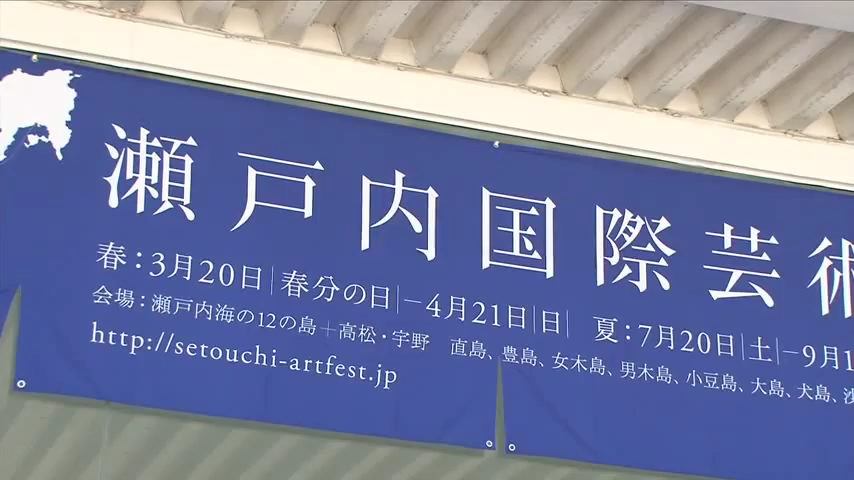 瀬戸内国際芸術
春：3月20日|春分の日|－4月21日|日|　夏：7月20日|土|－9月1
会場：瀬戸内海の12の島＋高松・宇野　直島、豊島、女木島、男木島、小豆島、大島、犬島、沙
http://setouchi-artfest.jp